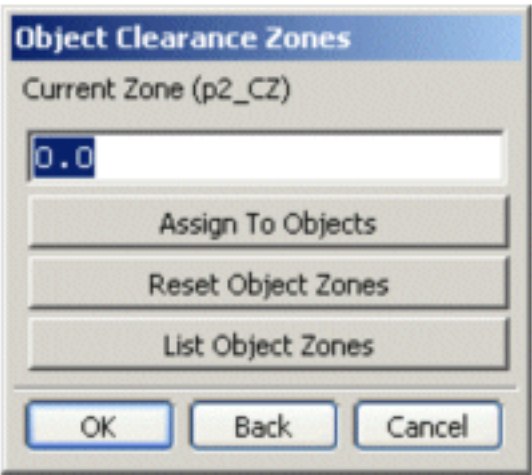 Object Clearance Zones
Current Zone (p2_CZ)
0.0
Assign To Objects
Reset Object Zones
List Object Zones
OK Back Cancel